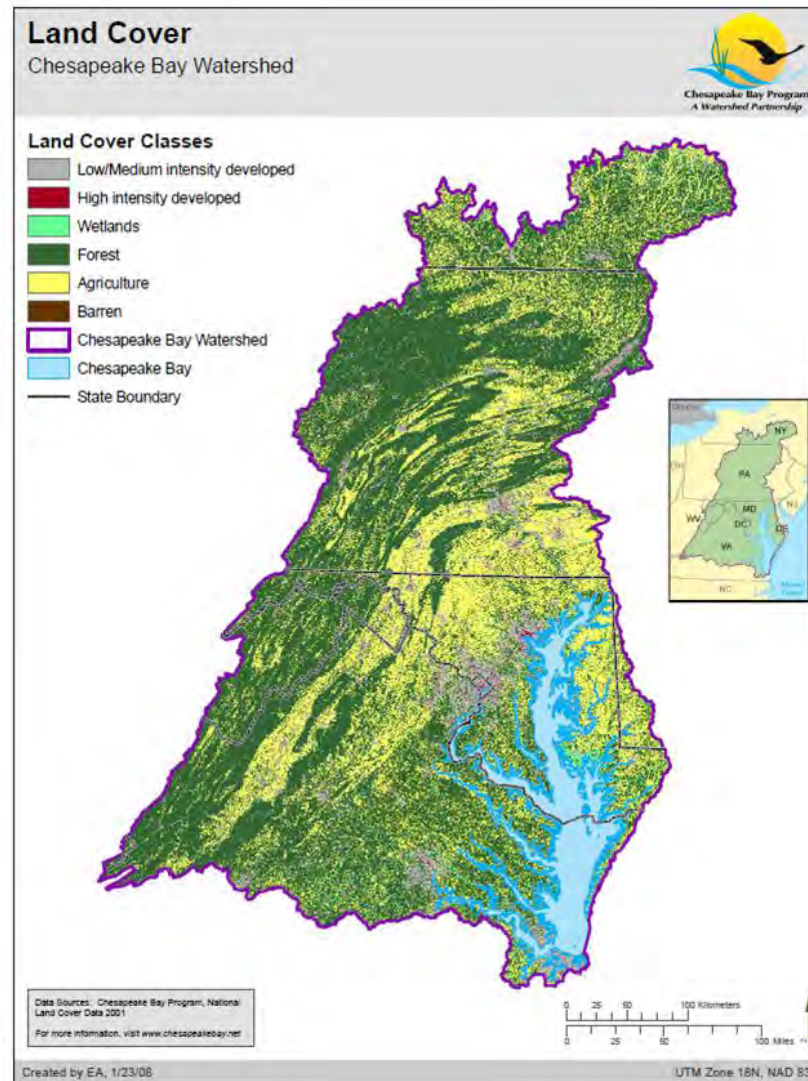 Land Cover
Chesapeake Bay Watershed
Chesapeake Bay Program
A Watershed Partnership
Land Cover Classes
Low/Medium intensity developed
High intensity developed
Wetlands
Forest
Agriculture
Barren
Chesapeake Bay Watershed
Chesapeake Bay
State Boundary
NY
PA
MD
WV
DC
DE
VA
NC
Data Sources: Chesapeake Bay Program, National
Land Cover Data 2001
For more information, visit www.chesapeakebay.net
0 25 50 100 Kilometers
0 25 50 100 Miles
Created by EA, 1/23/08
UTM Zone 18N, NAD 83